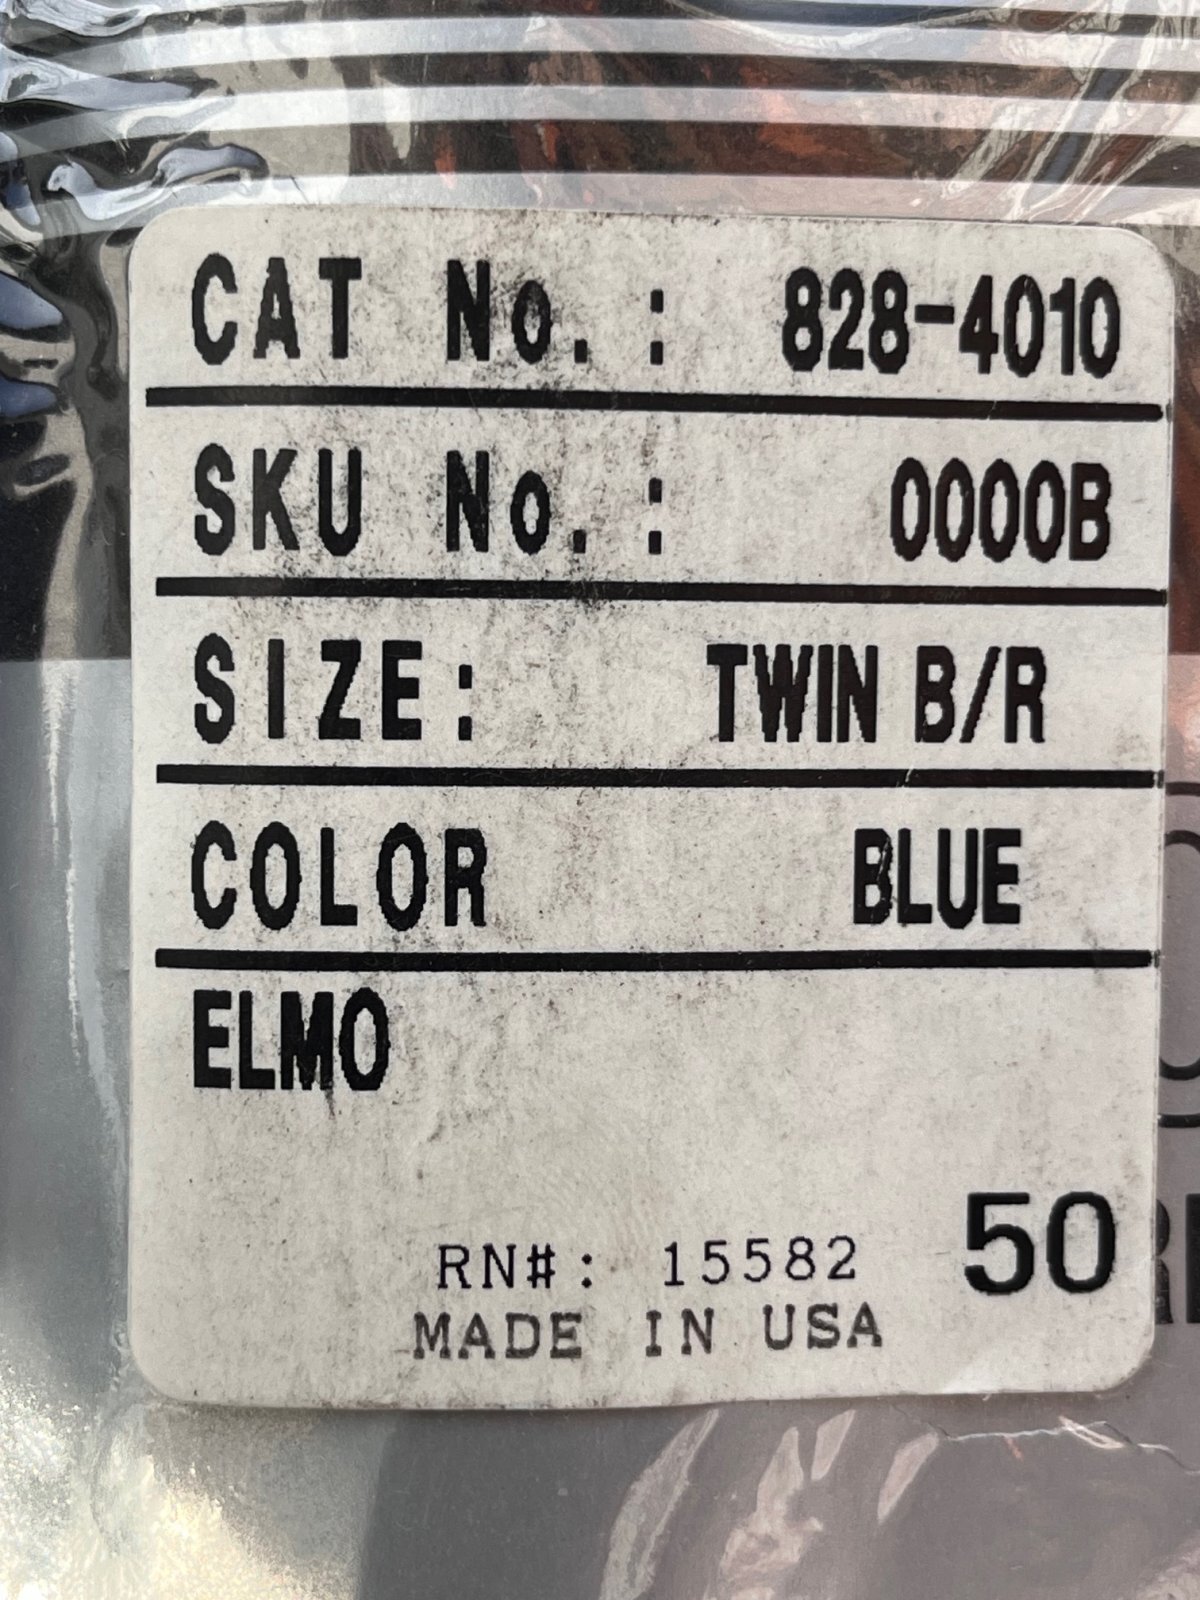 CAT No.: 828-4010
SKU No.: 0000B
SIZE: TWIN B/R
COLOR BLUE
ELMO
RN#: 15582 50
MADE IN USA